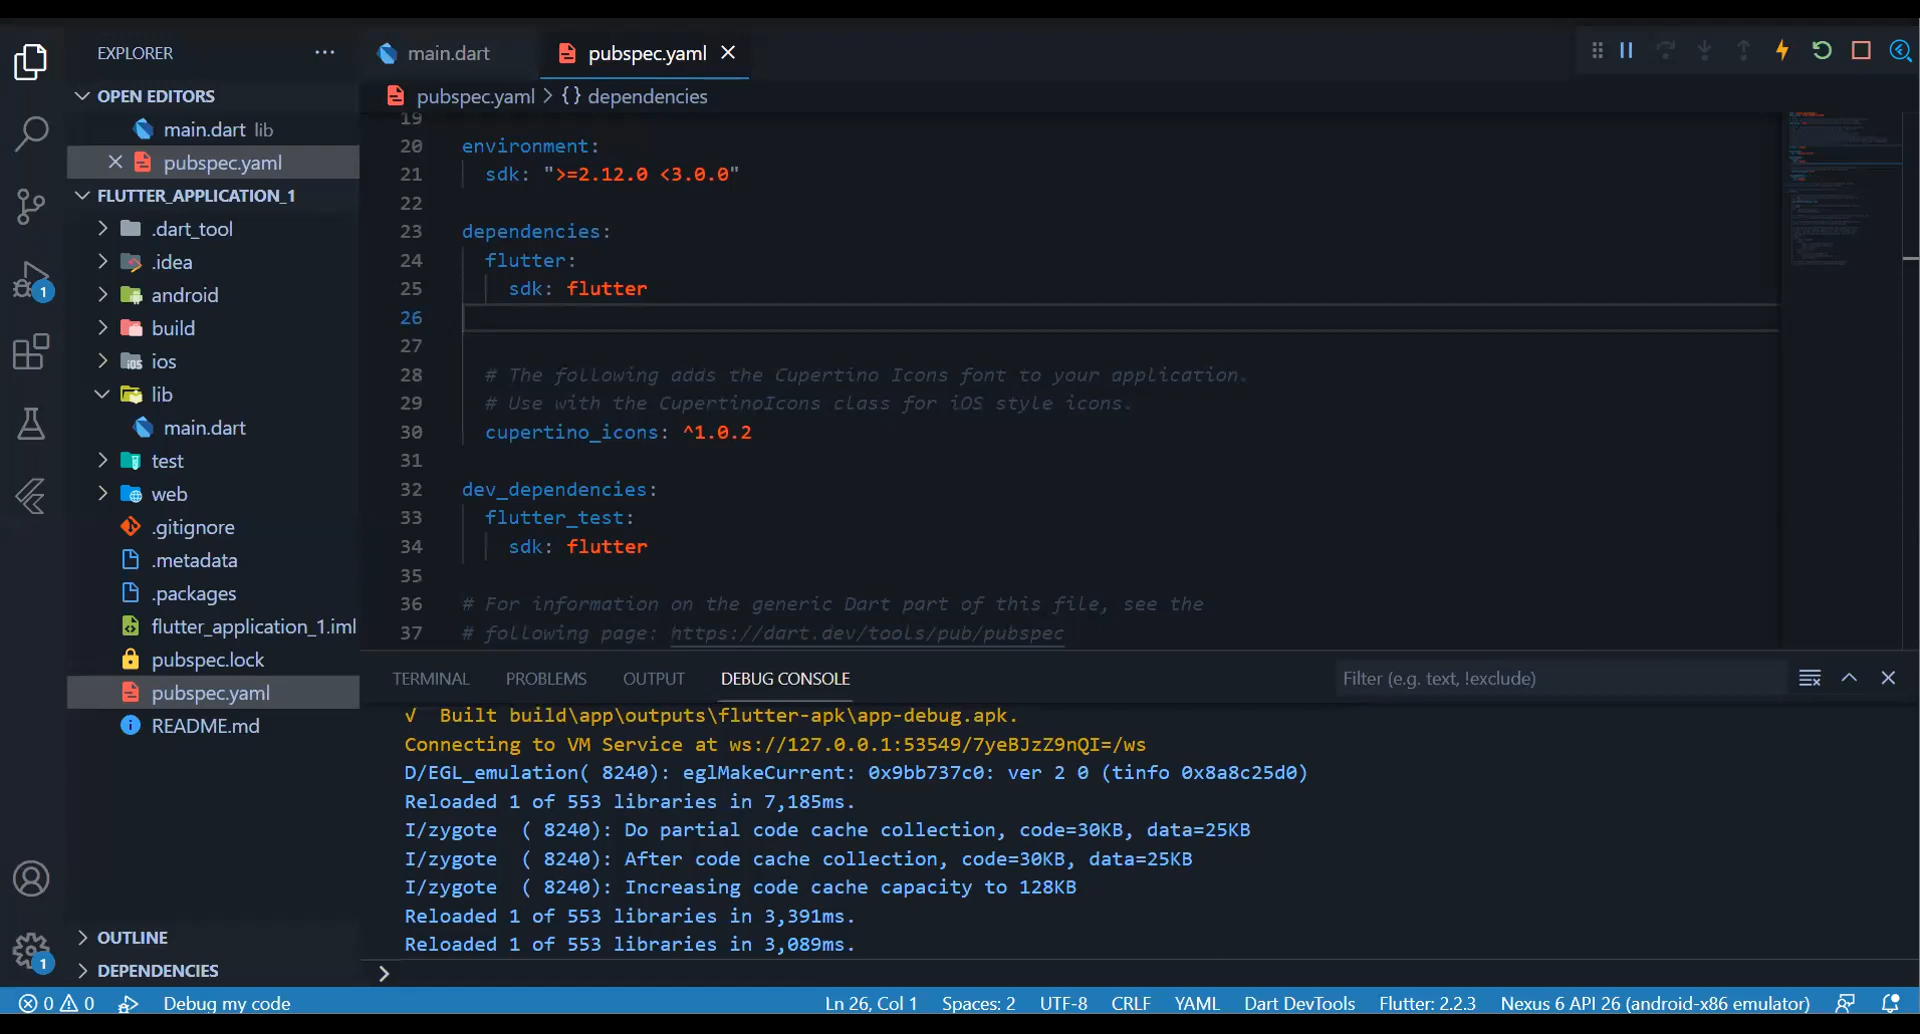 EXPLORER
OPEN EDITORS
main.dart lib
pubspec.yaml
FLUTTER_APPLICATION_1
.dart_tool
.idea
android
build
ios
lib
main.dart
test
web
.gitignore
.metadata
.packages
flutter_application_1.iml
pubspec.lock
pubspec.yaml
README.md
OUTLINE
DEPENDENCIES
1
1
main.dart
pubspec.yaml
pubspec.yaml > {} dependencies
19
20 environment:
21 sdk: ">=2.12.0 <3.0.0"
22
23 dependencies:
24 flutter:
25 sdk: flutter
26
27
28 # The following adds the Cupertino Icons font to your application.
29 # Use with the CupertinoIcons class for iOS style icons.
30 cupertino_icons: ^1.0.2
31
32 dev_dependencies:
33 flutter_test:
34 sdk: flutter
35
36 # For information on the generic Dart part of this file, see the
37 # following page: https://dart.dev/tools/pub/pubspec
TERMINAL PROBLEMS OUTPUT DEBUG CONSOLE Filter (e.g. text, !exclude)
√ Built build\app\outputs\flutter-apk\app-debug.apk.
Connecting to VM Service at ws://127.0.0.1:53549/7yeBJzZ9nQI=/ws
D/EGL_emulation( 8240): eglMakeCurrent: 0x9bb737c0: ver 2 0 (tinfo 0x8a8c25d0)
Reloaded 1 of 553 libraries in 7,185ms.
I/zygote ( 8240): Do partial code cache collection, code=30KB, data=25KB
I/zygote ( 8240): After code cache collection, code=30KB, data=25KB
I/zygote ( 8240): Increasing code cache capacity to 128KB
Reloaded 1 of 553 libraries in 3,391ms.
Reloaded 1 of 553 libraries in 3,089ms.
0 0 Debug my code Ln 26, Col 1 Spaces: 2 UTF-8 CRLF YAML Dart DevTools Flutter: 2.2.3 Nexus 6 API 26 (android-x86 emulator)